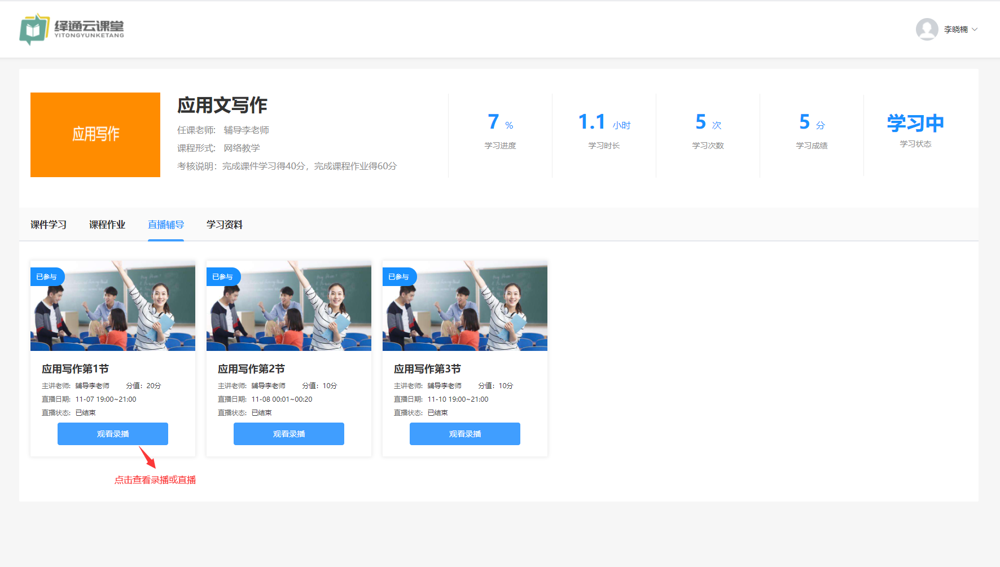 绎通云课堂
YITONGYUNKETANG
李晓楠
应用写作
应用文写作
任课老师: 辅导李老师
课程形式: 网络教学
考核说明：完成课件学习得40分，完成课程作业得60分
7 %
学习进度
1.1 小时
学习时长
5 次
学习次数
5 分
学习成绩
学习中
学习状态
课件学习 课程作业 直播辅导 学习资料
已参与
应用写作第1节
主讲老师: 辅导李老师 分值：20分
直播日期: 11-07 19:00~21:00
直播状态: 已结束
观看录播
已参与
应用写作第2节
主讲老师: 辅导李老师 分值：10分
直播日期: 11-08 00:01~00:20
直播状态: 已结束
观看录播
已参与
应用写作第3节
主讲老师: 辅导李老师 分值：10分
直播日期: 11-10 19:00~21:00
直播状态: 已结束
观看录播
点击查看录播或直播